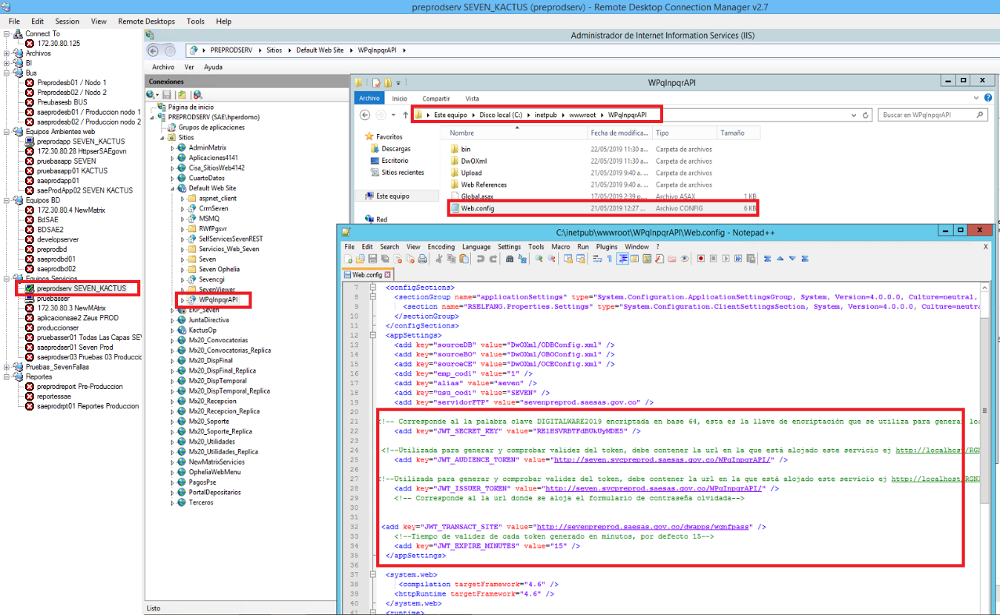 preprodserv SEVEN_KACTUS (preprodserv) - Remote Desktop Connection Manager v2.7
File Edit Session View Remote Desktops Tools Help
Connect To
172.30.80.125
Archivos
BI
Bus
Preprodesb01 / Nodo 1
Preprodesb02 / Nodo 2
Preubasesb BUS
saeprodesb01 / Produccion nodo 1
saeprodesb02 / Produccion nodo 2
Equipos Ambientes web
preprodapp SEVEN_KACTUS
172.30.80.28 HttpserSAEgovn
pruebasapp SEVEN
pruebasapp01 KACTUS
saeprodapp01
saeProdApp02 SEVEN KACTUS
Equipos BD
172.30.80.4 NewMatrix
BdSAE
BDSAE2
developserver
preprodbd
saeprodbd01
saeprodbd02
Equipos Servicios
preprodserv SEVEN_KACTUS
pruebasser
172.30.80.3 NewMAtrix
aplicacionsae2 Zeus PROD
produccionser
pruebasser01 Todas Las Capas SEV
saeprodser01 Seven Prod
saeprodser03 Pruebas 03 Produccio
Pruebas_SevenFallas
Reportes
preprodreport Pre-Produccion
reportessae
saeprodrpt01 Reportes Produccion
Administrador de Internet Information Services (IIS)
PREPRODSERV Sitios Default Web Site WPqInpqrAPI
Archivo Ver Ayuda
Conexiones
Página de inicio
PREPRODSERV (SAE\hperdomo)
Grupos de aplicaciones
Sitios
AdminMatrix
Aplicaciones4141
Cisa_SitiosWeb4142
CuartoDatos
Default Web Site
aspnet_client
CrmSeven
MSMQ
RWfPgsvr
SelfServicesSevenREST
Servicios_Web_Seven
Seven
Seven Ophelia
Sevencgi
SevenViewer
WPqInpqrAPI
ERP_Seven
JuntaDirectiva
KactusOp
Mx20_Convocatorias
Mx20_Convocatorias_Replica
Mx20_DispFinal
Mx20_DispFinal_Replica
Mx20_DispTemporal
Mx20_DispTemporal_Replica
Mx20_Recepcion
Mx20_Recepcion_Replica
Mx20_Soporte
Mx20_Soporte_Replica
Mx20_Utilidades
Mx20_Utilidades_Replica
NewMatrixServicios
OpheliaWebMenu
PagosPse
PortalDepositarios
Terceros
Listo
WPqInpqrAPI
Archivo Inicio Compartir Vista
Este equipo Disco local (C:) inetpub wwwroot WPqInpqrAPI
Buscar en WPqInpqrAPI
Favoritos
Descargas
Escritorio
Sitios recientes
Este equipo
Red
Nombre Fecha de modifica... Tipo Tamaño
bin 22/05/2019 11:30 a... Carpeta de archivos
DwOXml 22/05/2019 11:30 a... Carpeta de archivos
Upload 21/05/2019 9:40 a. ... Carpeta de archivos
Web References 21/05/2019 9:40 a. ... Carpeta de archivos
Global.asax 17/05/2019 2:39 p.... Archivo ASAX 1 KB
Web.config 21/05/2019 12:27 ... Archivo CONFIG 6 KB
C:\inetpub\wwwroot\WPqInpqrAPI\Web.config - Notepad++
File Edit Search View Encoding Language Settings Tools Macro Run Plugins Window ? X
Web.config
7 <configSections>
8 <sectionGroup name="applicationSettings" type="System.Configuration.ApplicationSettingsGroup, System, Version=4.0.0.0, Culture=neutral,
9 <section name="RSELFANG.Properties.Settings" type="System.Configuration.ClientSettingsSection, System, Version=4.0.0.0, Culture=neutra
10 </sectionGroup>
11 </configSections>
12 <appSettings>
13 <add key="sourceDB" value="DwOXml/ODBConfig.xml" />
14 <add key="sourceBO" value="DwOXml/OBOConfig.xml" />
15 <add key="sourceCE" value="DwOXml/OCEConfig.xml" />
16 <add key="emp_codi" value="1" />
17 <add key="alias" value="seven" />
18 <add key="usu_codi" value="SEVEN" />
19 <add key="servidorFTP" value="sevenpreprod.saesas.gov.co" />
20
21 !-- Corresponde al la palabra clave DIGITALWARE2019 encriptada en base 64, esta es la llave de encriptación que se utiliza para generar los
22 <add key="JWT_SECRET_KEY" value="RElHSVRBTFdBUkUyMDE5" />
23
24 <!--Utilizada para generar y comprobar validez del token, debe contener la url en la que está alojado este servicio ej http://localhost/RGN
25 <add key="JWT_AUDIENCE_TOKEN" value="http://seven.svcpreprod.saesas.gov.co/WPqInpqrAPI/" />
26
27 !--Utilizada para generar y comprobar validez del token, debe contener la url en la que está alojado este servicio ej http://localhost/RGN
28 <add key="JWT_ISSUER_TOKEN" value="http://seven.svcpreprod.saesas.gov.co/WPqInpqrAPI/" />
29 <!-- Corresponde al la url donde se aloja el formulario de contraseña olvidada-->
30
31
32 <add key="JWT_TRANSACT_SITE" value="http://sevenpreprod.saesas.gov.co/dwapps/wgnfpass" />
33 <!--Tiempo de validez de cada token generado en minutos, por defecto 15-->
34 <add key="JWT_EXPIRE_MINUTES" value="15" />
35 </appSettings>
36
37 <system.web>
38 <compilation targetFramework="4.6" />
39 <httpRuntime targetFramework="4.6" />
40 </system.web>
41 <runtime>